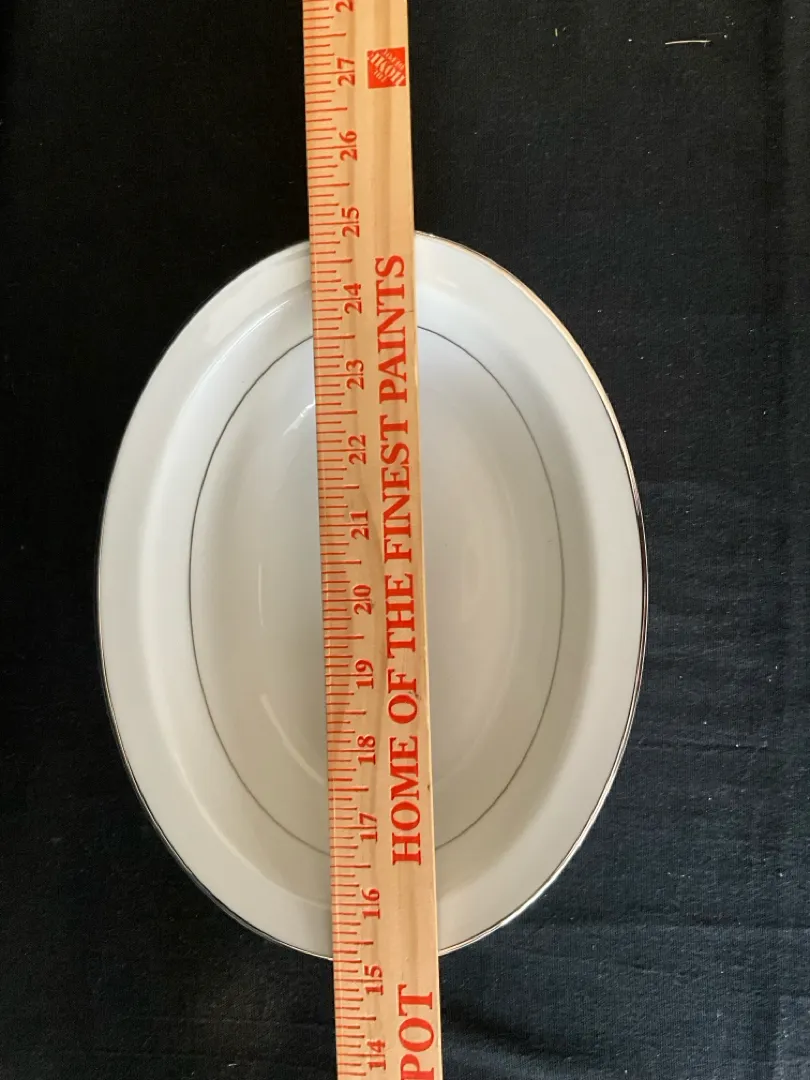 HOME OF THE FINEST PAINTS
POT
14 15 16 17 18 19 20 21 22 23 24 25 26 27